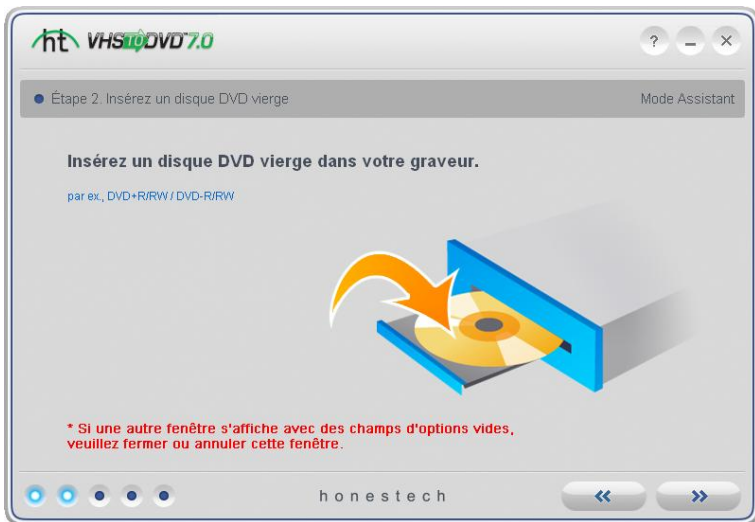 ht VHS TO DVD 7.0
? _ ×
Étape 2. Insérez un disque DVD vierge Mode Assistant
Insérez un disque DVD vierge dans votre graveur.
par ex., DVD+R/RW / DVD-R/RW
* Si une autre fenêtre s'affiche avec des champs d'options vides,
veuillez fermer ou annuler cette fenêtre.
honestech